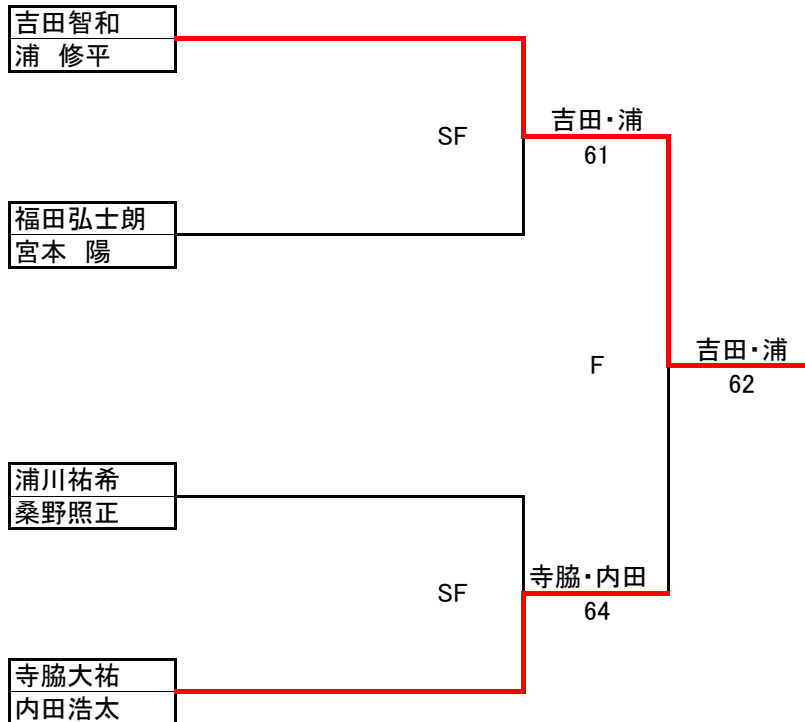 吉田智和
浦　修平
SF
吉田・浦
61
福田弘士朗
宮本　陽
F
吉田・浦
62
浦川祐希
桑野照正
SF
寺脇・内田
64
寺脇大祐
内田浩太